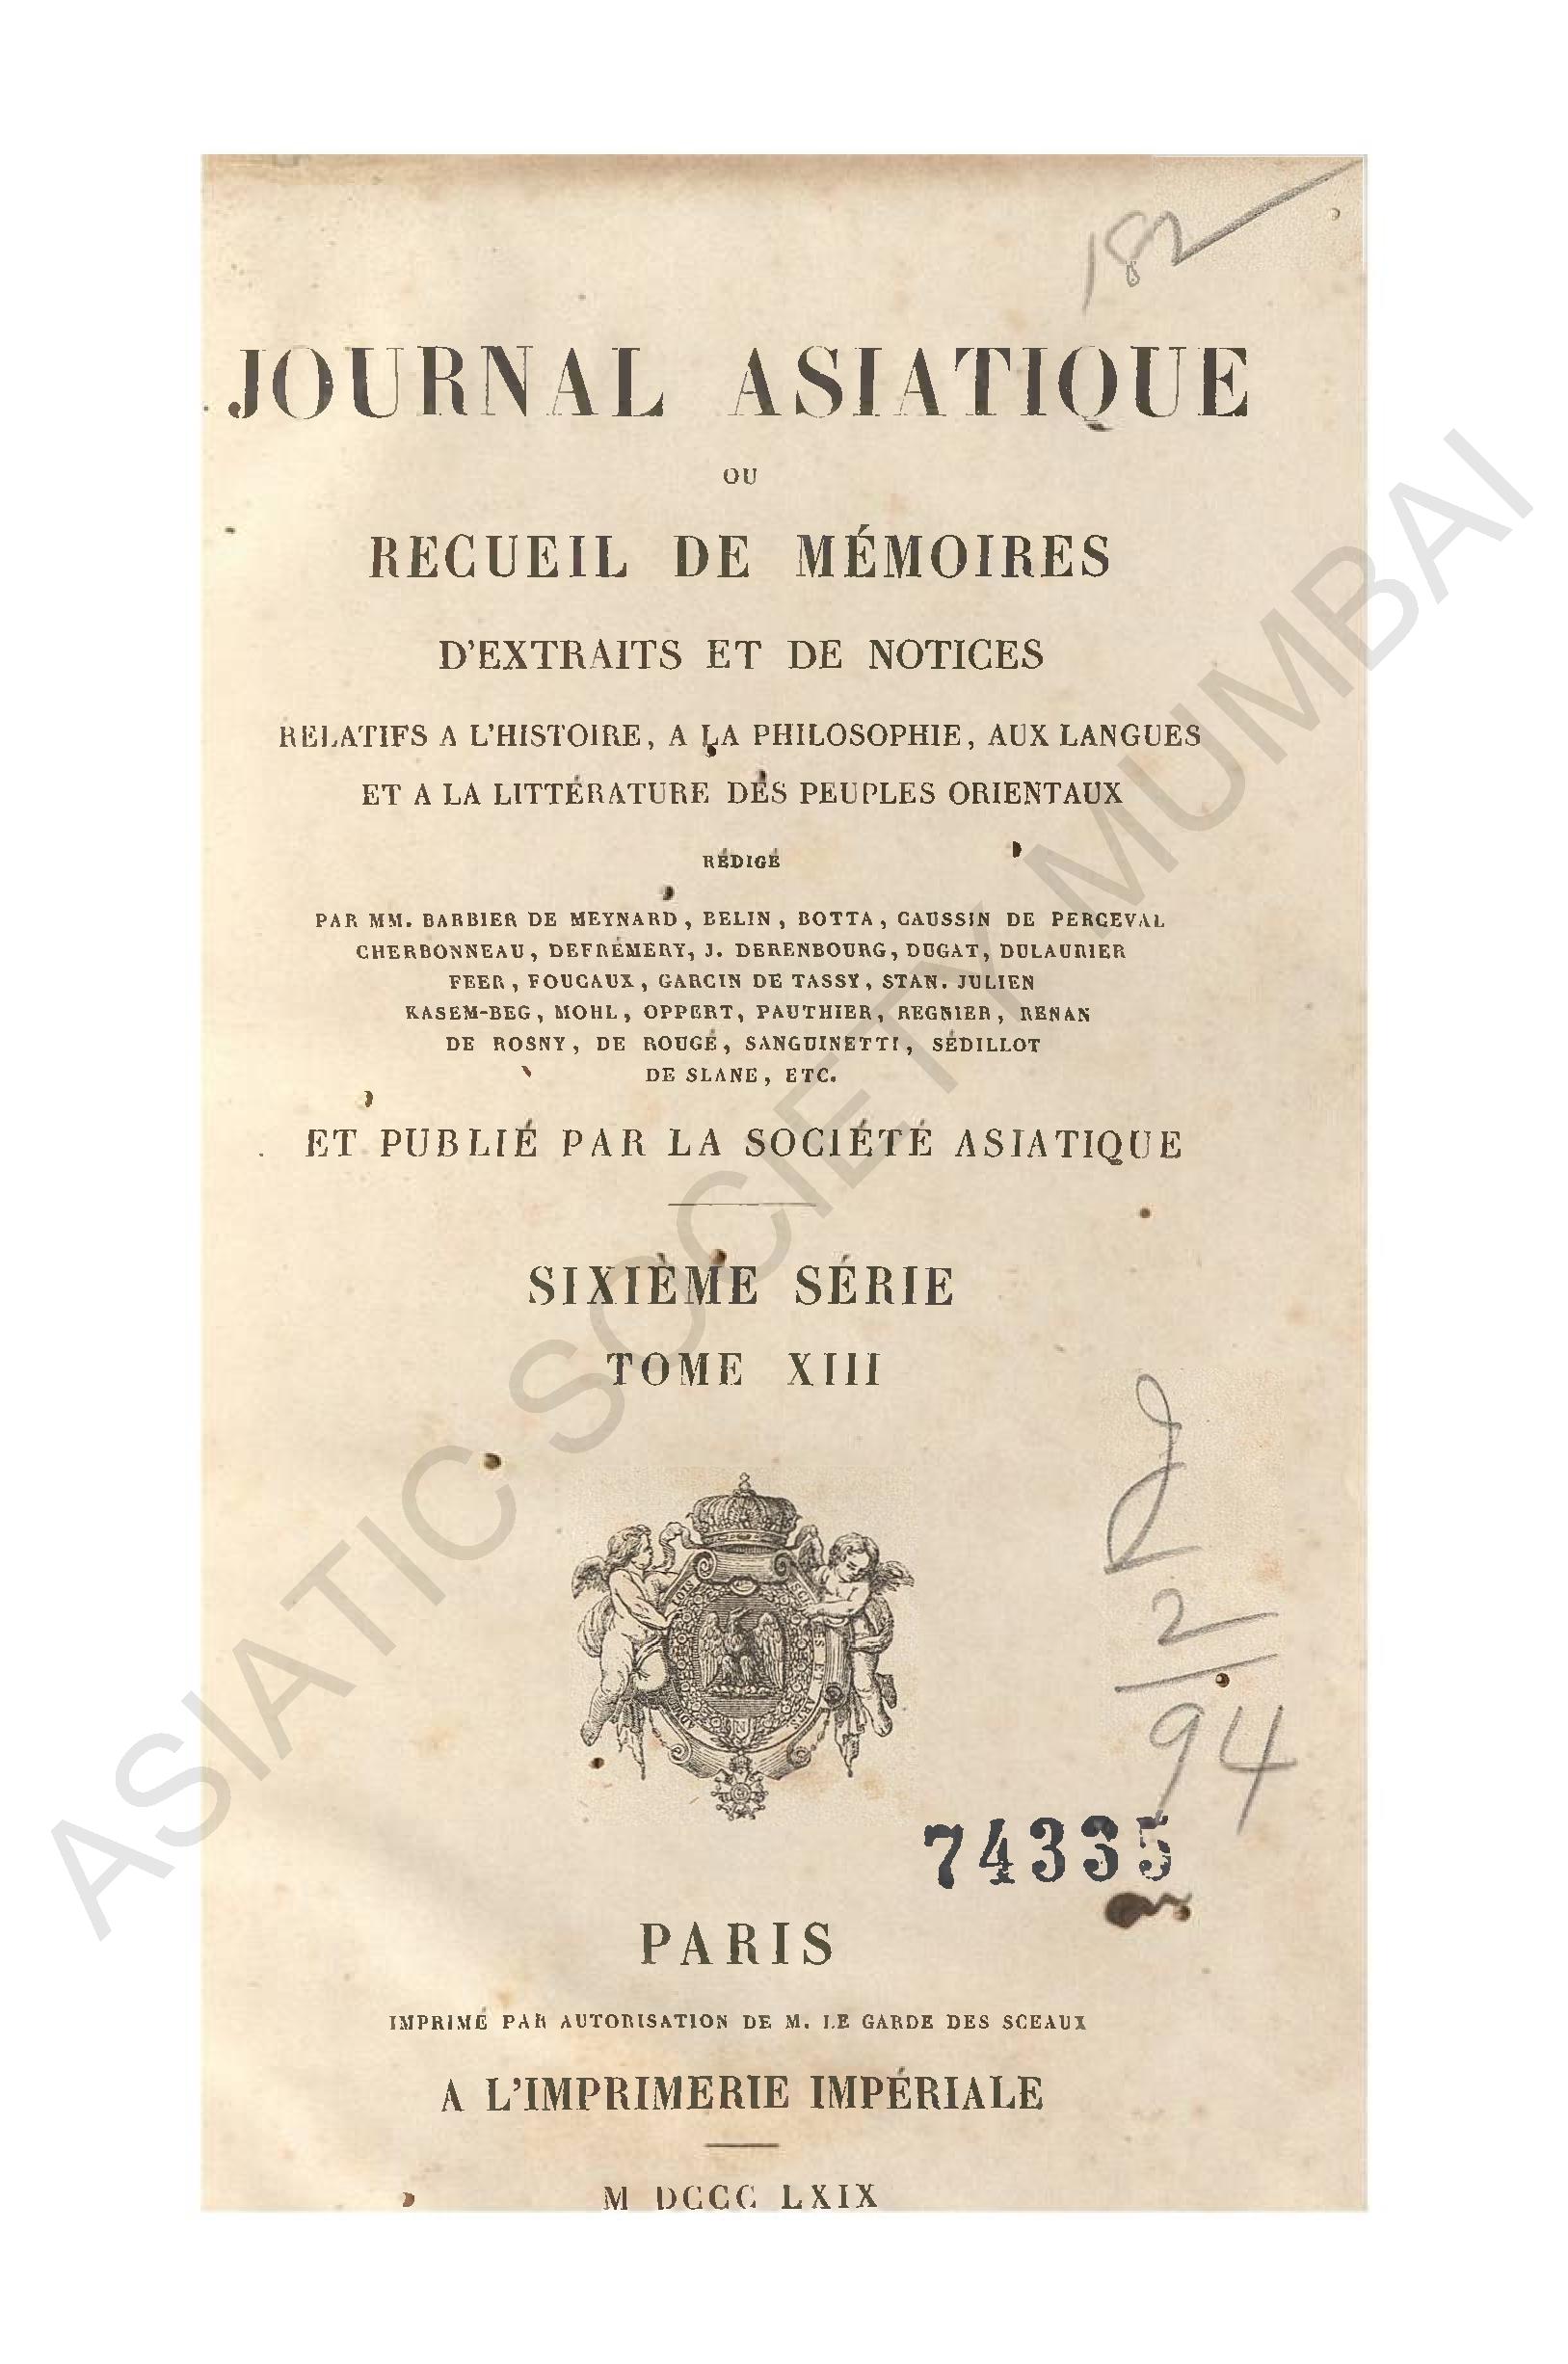 182
JOURNAL ASIATIQUE
OU
RECUEIL DE MÉMOIRES
D'EXTRAITS ET DE NOTICES
RELATIFS A L'HISTOIRE, A LA PHILOSOPHIE, AUX LANGUES
ET A LA LITTÉRATURE DES PEUPLES ORIENTAUX
RÉDIGÉ
PAR MM. BARBIER DE MEYNARD, BELIN, BOTTA, CAUSSIN DE PERCEVAL
CHERBONNEAU, DEFRÉMERY, J. DERENBOURG, DUGAT, DULAURIER
FEER, FOUCAUX, GARCIN DE TASSY, STAN. JULIEN
KASEM-BEG, MOHL, OPPERT, PAUTHIER, REGNIER, RENAN
DE ROSNY, DE ROUGÉ, SANGUINETTI, SÉDILLOT
DE SLANE, ETC.
ET PUBLIÉ PAR LA SOCIÉTÉ ASIATIQUE
SIXIÈME SÉRIE
TOME XIII
2
94
74335
PARIS
IMPRIMÉ PAR AUTORISATION DE M. LE GARDE DES SCEAUX
A L'IMPRIMERIE IMPÉRIALE
M DCCC LXIX
ASIATIC SOCIETY MUMBAI